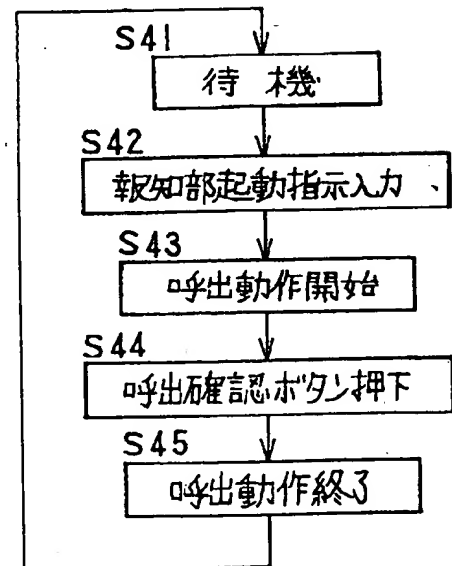 S41
待機
S42
報知部起動指示入力
S43
呼出動作開始
S44
呼出確認ボタン押下
S45
呼出動作終了